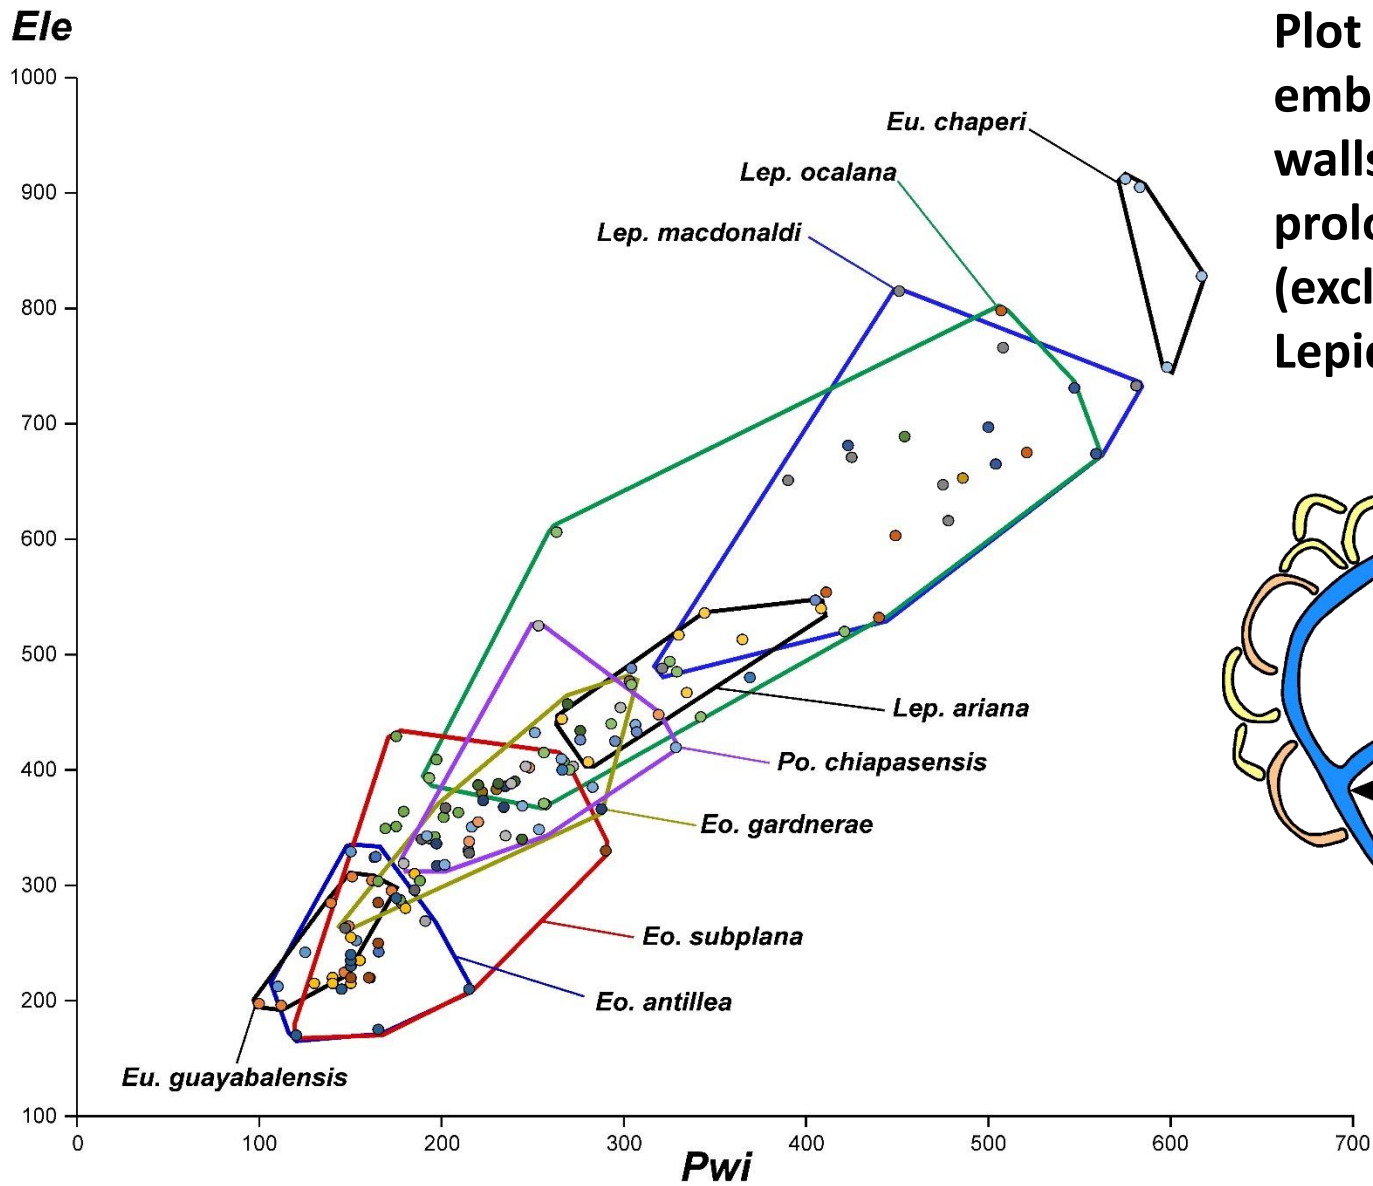 Ele
Plot
emb
walls
prolo
(excl
Lepid
1000
900
800
700
600
500
400
300
200
100
Eu. chaperi
Lep. ocalana
Lep. macdonaldi
Lep. ariana
Po. chiapasensis
Eo. gardnerae
Eo. subplana
Eo. antillea
Eu. guayabalensis
0
100
200
300
400
500
600
700
Pwi